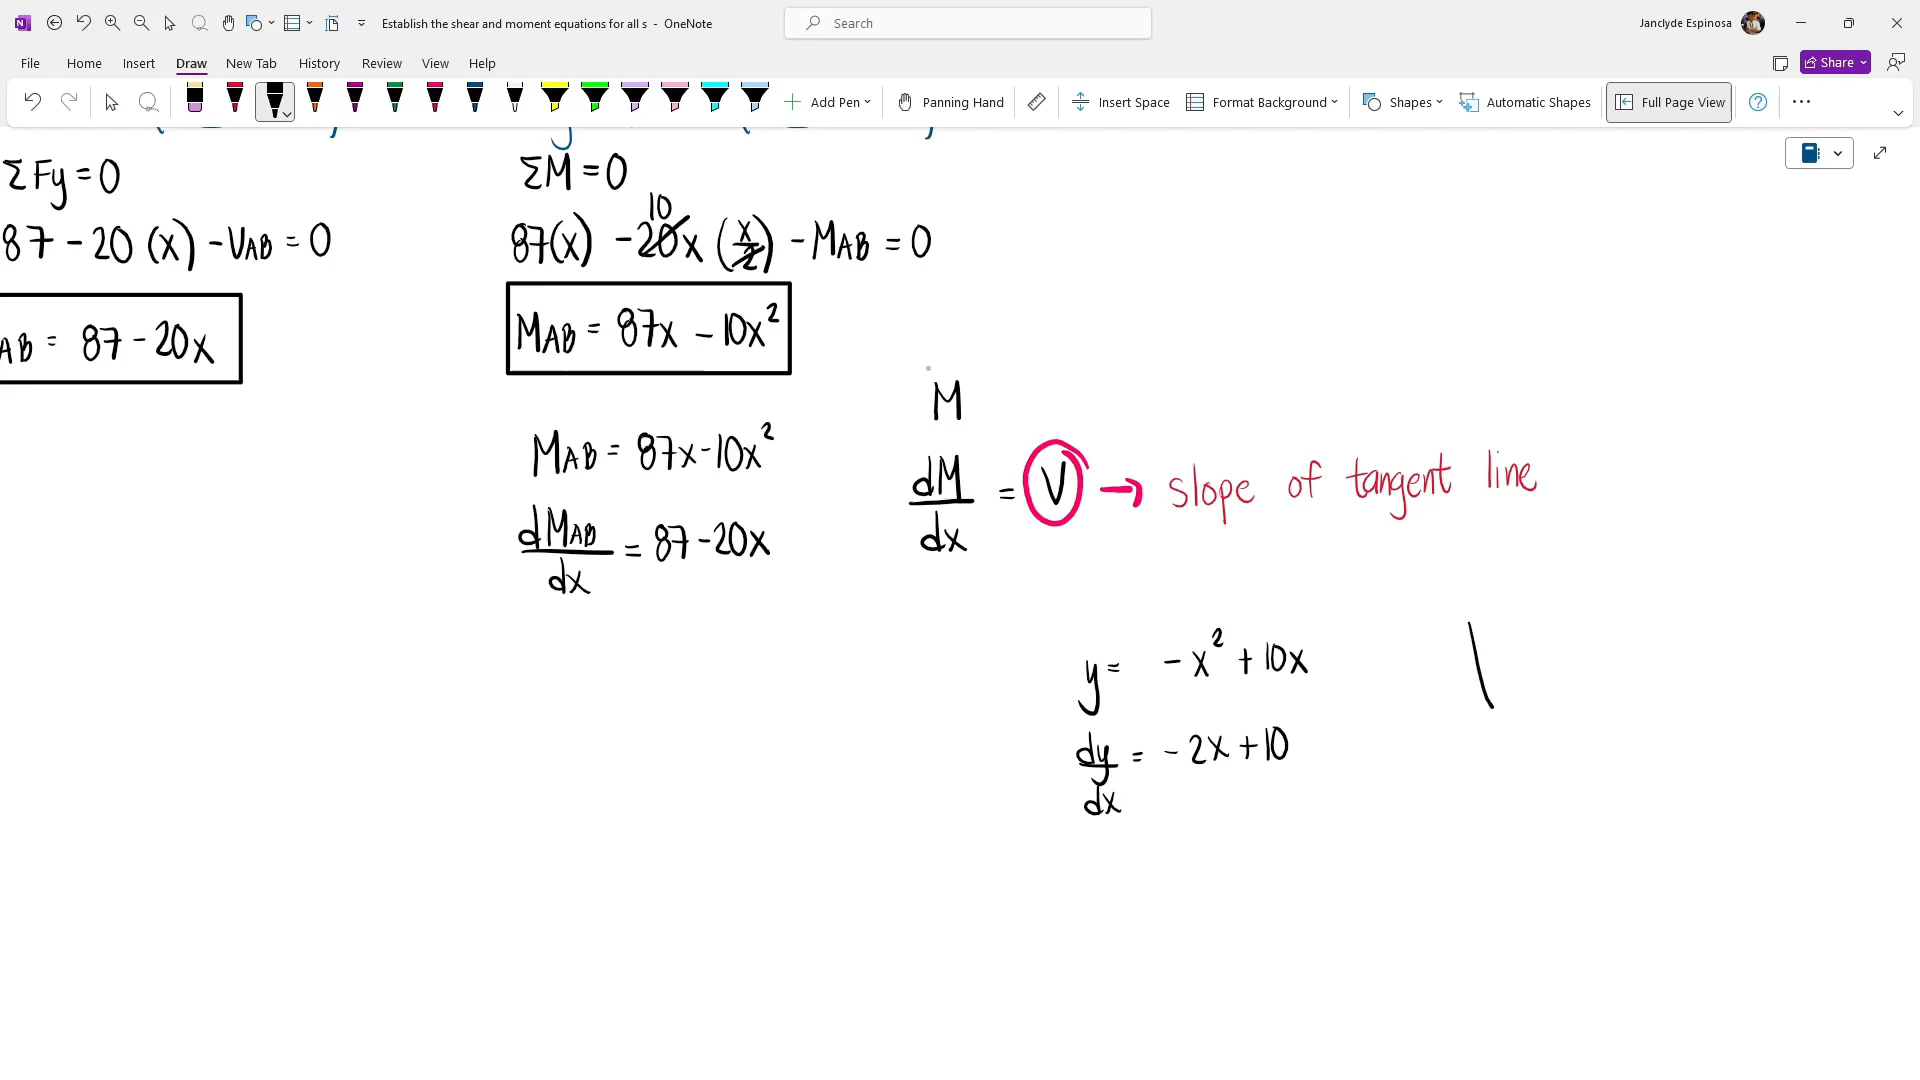 Establish the shear and moment equations for all s - OneNote
Search
Janclyde Espinosa
File Home Insert Draw New Tab History Review View Help
Share
Add Pen Panning Hand Insert Space Format Background Shapes Automatic Shapes Full Page View
ΣFy = 0
87 - 20 (x) - VAB = 0
AB = 87 - 20x
ΣM = 0
10
87(x) - 20x (x/2) - MAB = 0
MAB = 87x - 10x²
MAB = 87x - 10x²
dMAB/dx = 87 - 20x
M
dM/dx = V → slope of tangent line
y = -x² + 10x
dy/dx = -2x + 10